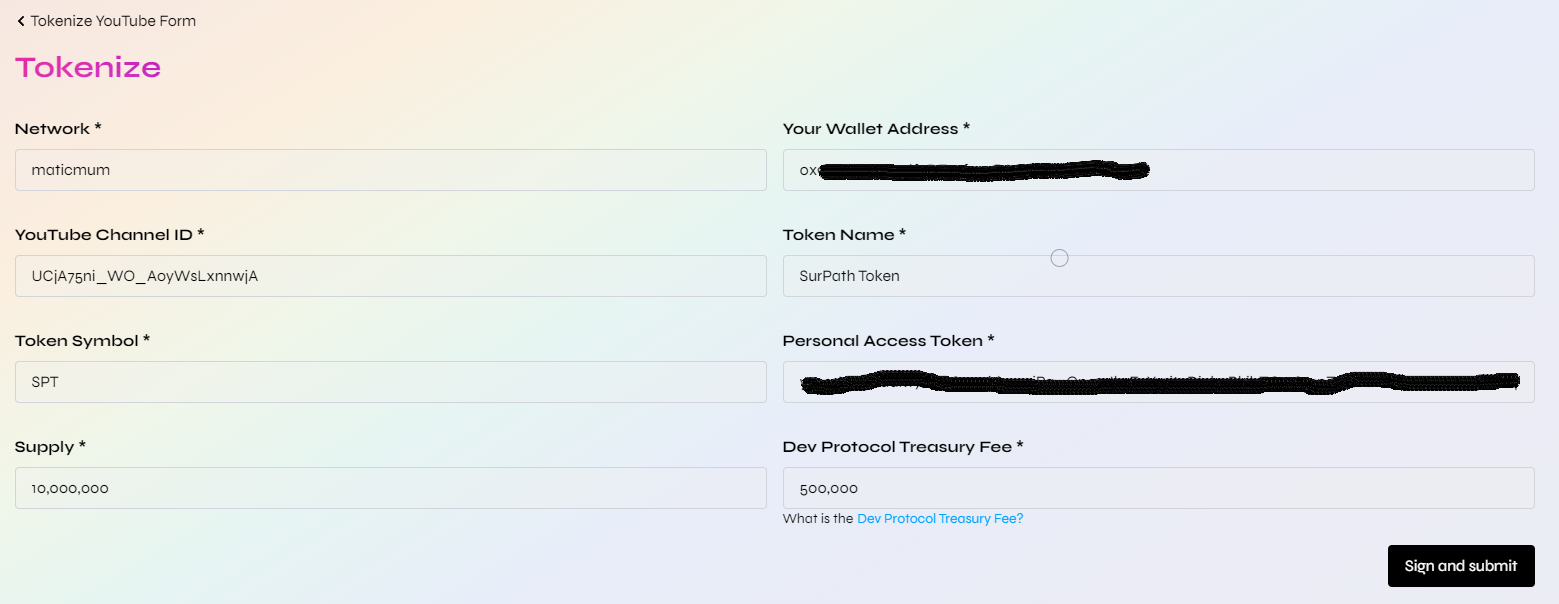 Tokenize YouTube Form
Tokenize
Network *
Your Wallet Address *
maticmum
0x
YouTube Channel ID *
Token Name *
UCjA75ni_WO_AoyWsLxnnwjA
SurPath Token
Token Symbol *
Personal Access Token *
SPT
Supply *
Dev Protocol Treasury Fee *
10,000,000
500,000
What is the Dev Protocol Treasury Fee?
Sign and submit